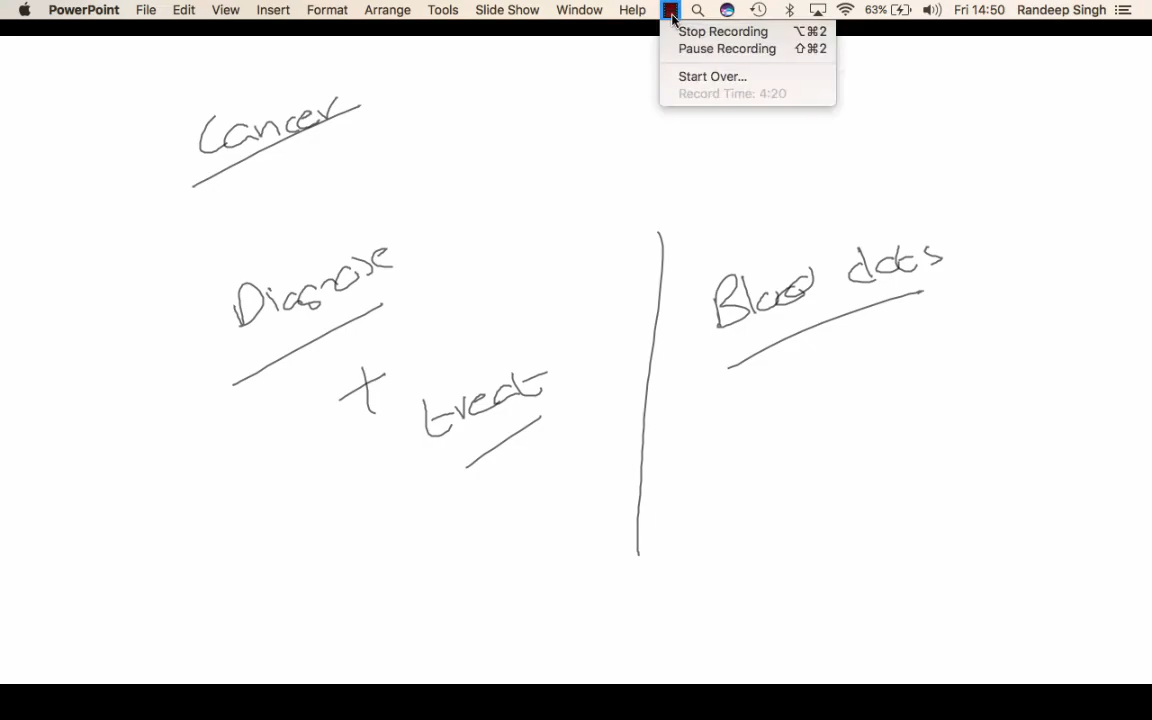 PowerPoint File Edit View Insert Format Arrange Tools Slide Show Window Help 63% Fri 14:50 Randeep Singh
Stop Recording ⌥⌘2
Pause Recording ⇧⌘2
Start Over...
Record Time: 4:20
Cancer
Diagnose
+ treat
Blood clots